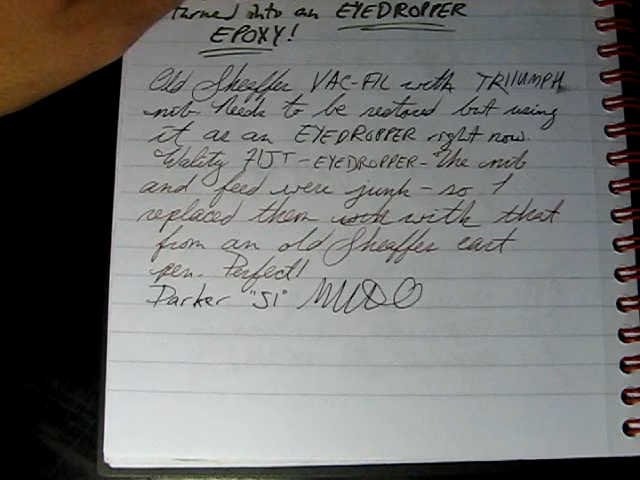 turned into an EYEDROPPER
EPOXY!
Old Sheaffer VAC-FIL with TRIUMPH
nib. Needs to be restored but using
it as an EYEDROPPER right now.
Wality 71JT-EYEDROPPER-The nib
and feed were junk-so I
replaced them with that
from an old Sheaffer cart
pen. Perfect!
Parker "51"